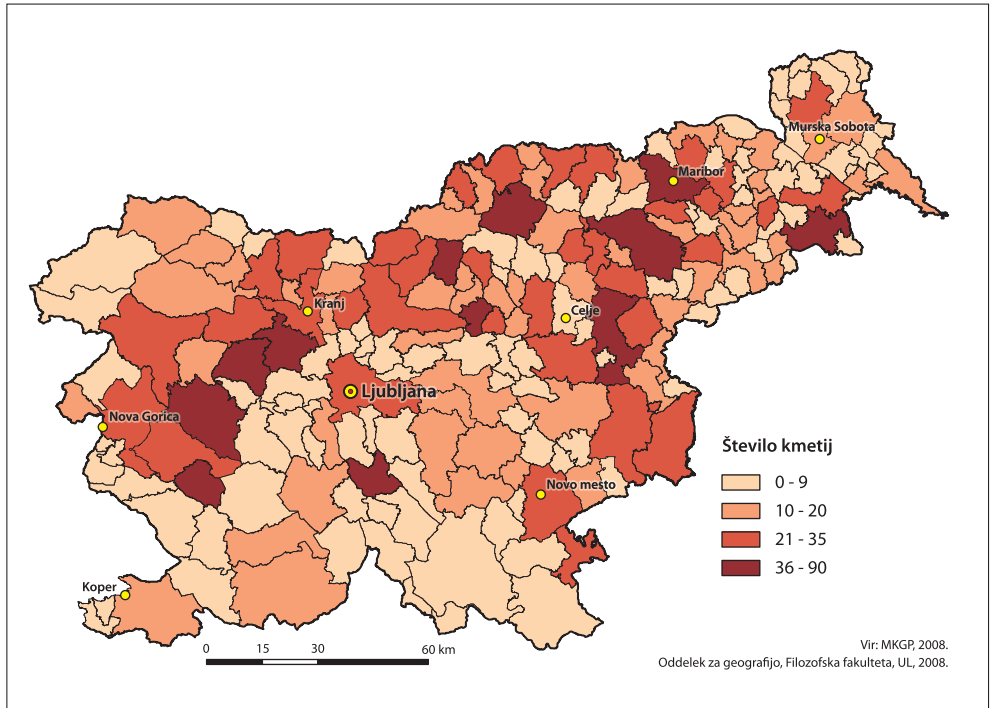 Murska Sobota
Maribor
Kranj
Celje
Ljubljana
Nova Gorica
Novo mesto
Koper
Število kmetij
0 - 9
10 - 20
21 - 35
36 - 90
0 15 30 60 km
Vir: MKGP, 2008.
Oddelek za geografijo, Filozofska fakulteta, UL, 2008.